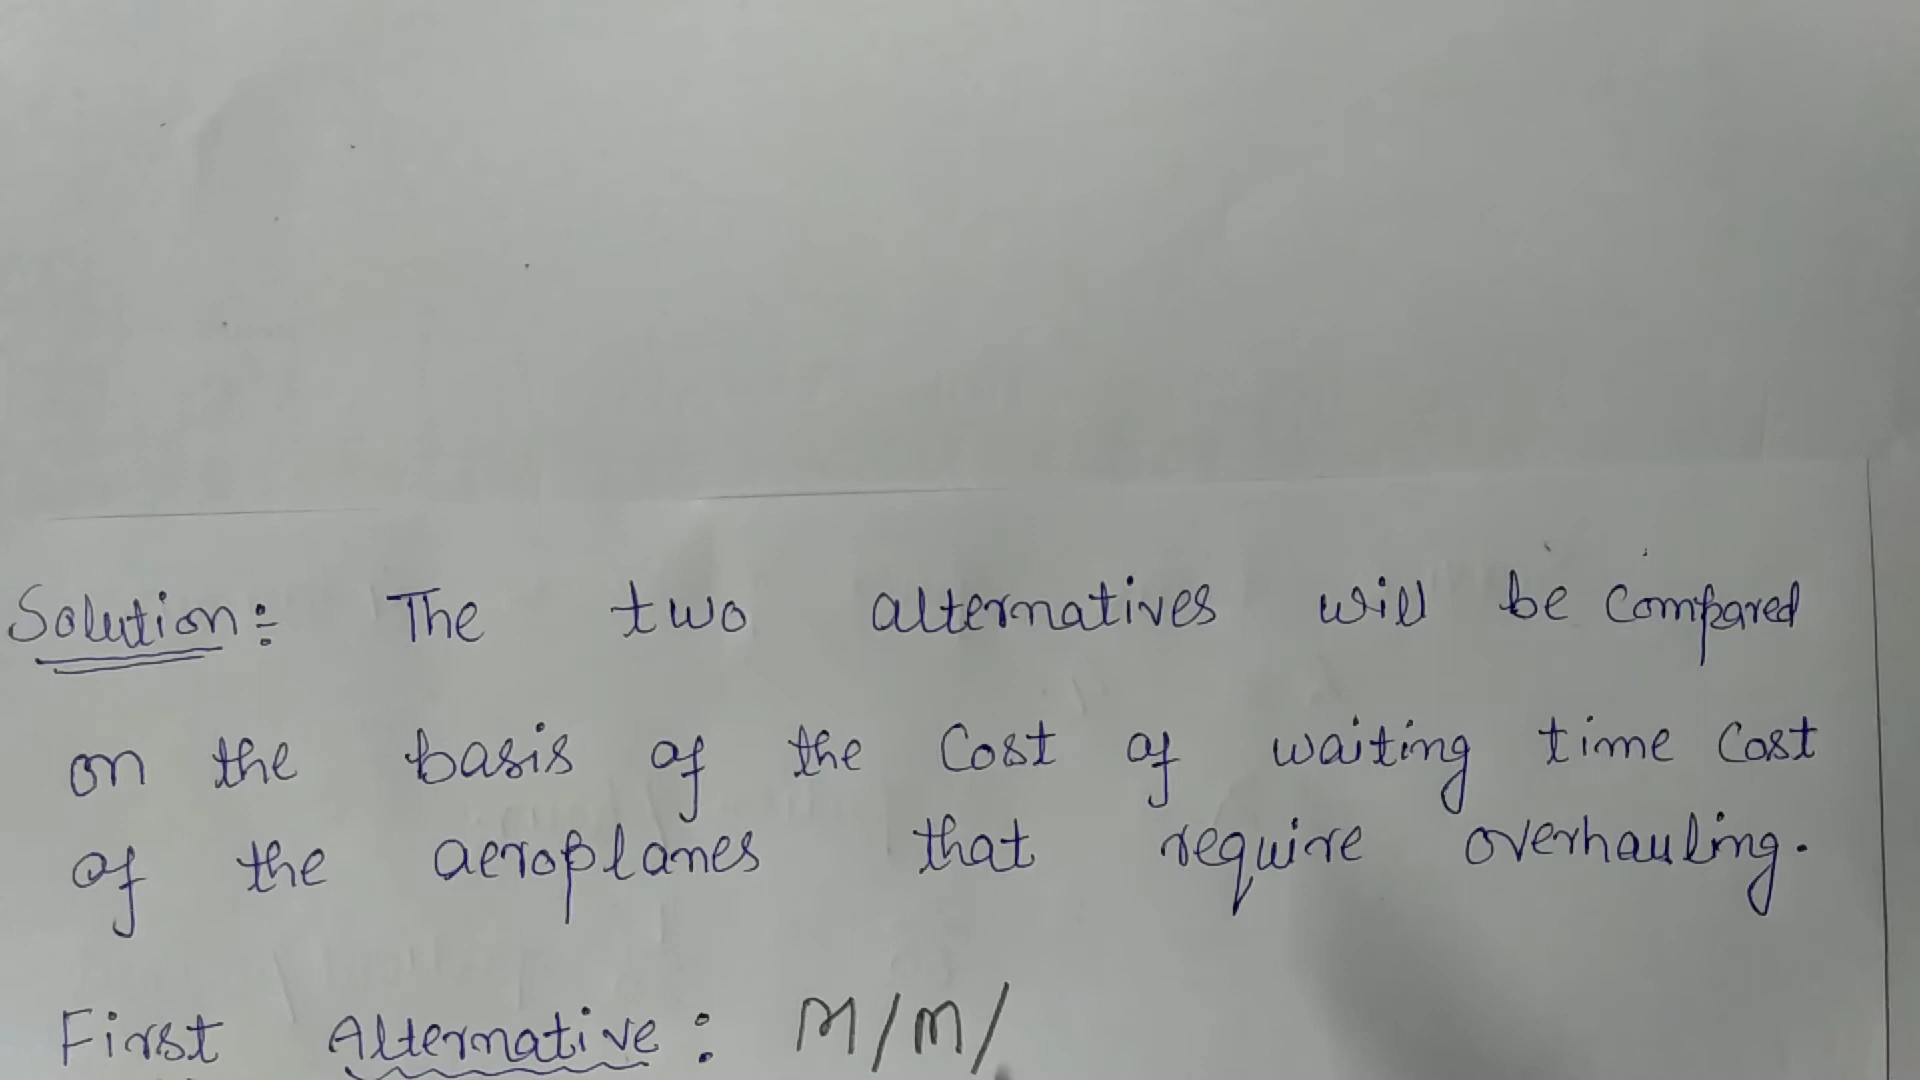 Solution:- The two alternatives will be compared
on the basis of the Cost of waiting time Cost
of the aeroplanes that require overhauling.
First Alternative: M/M/